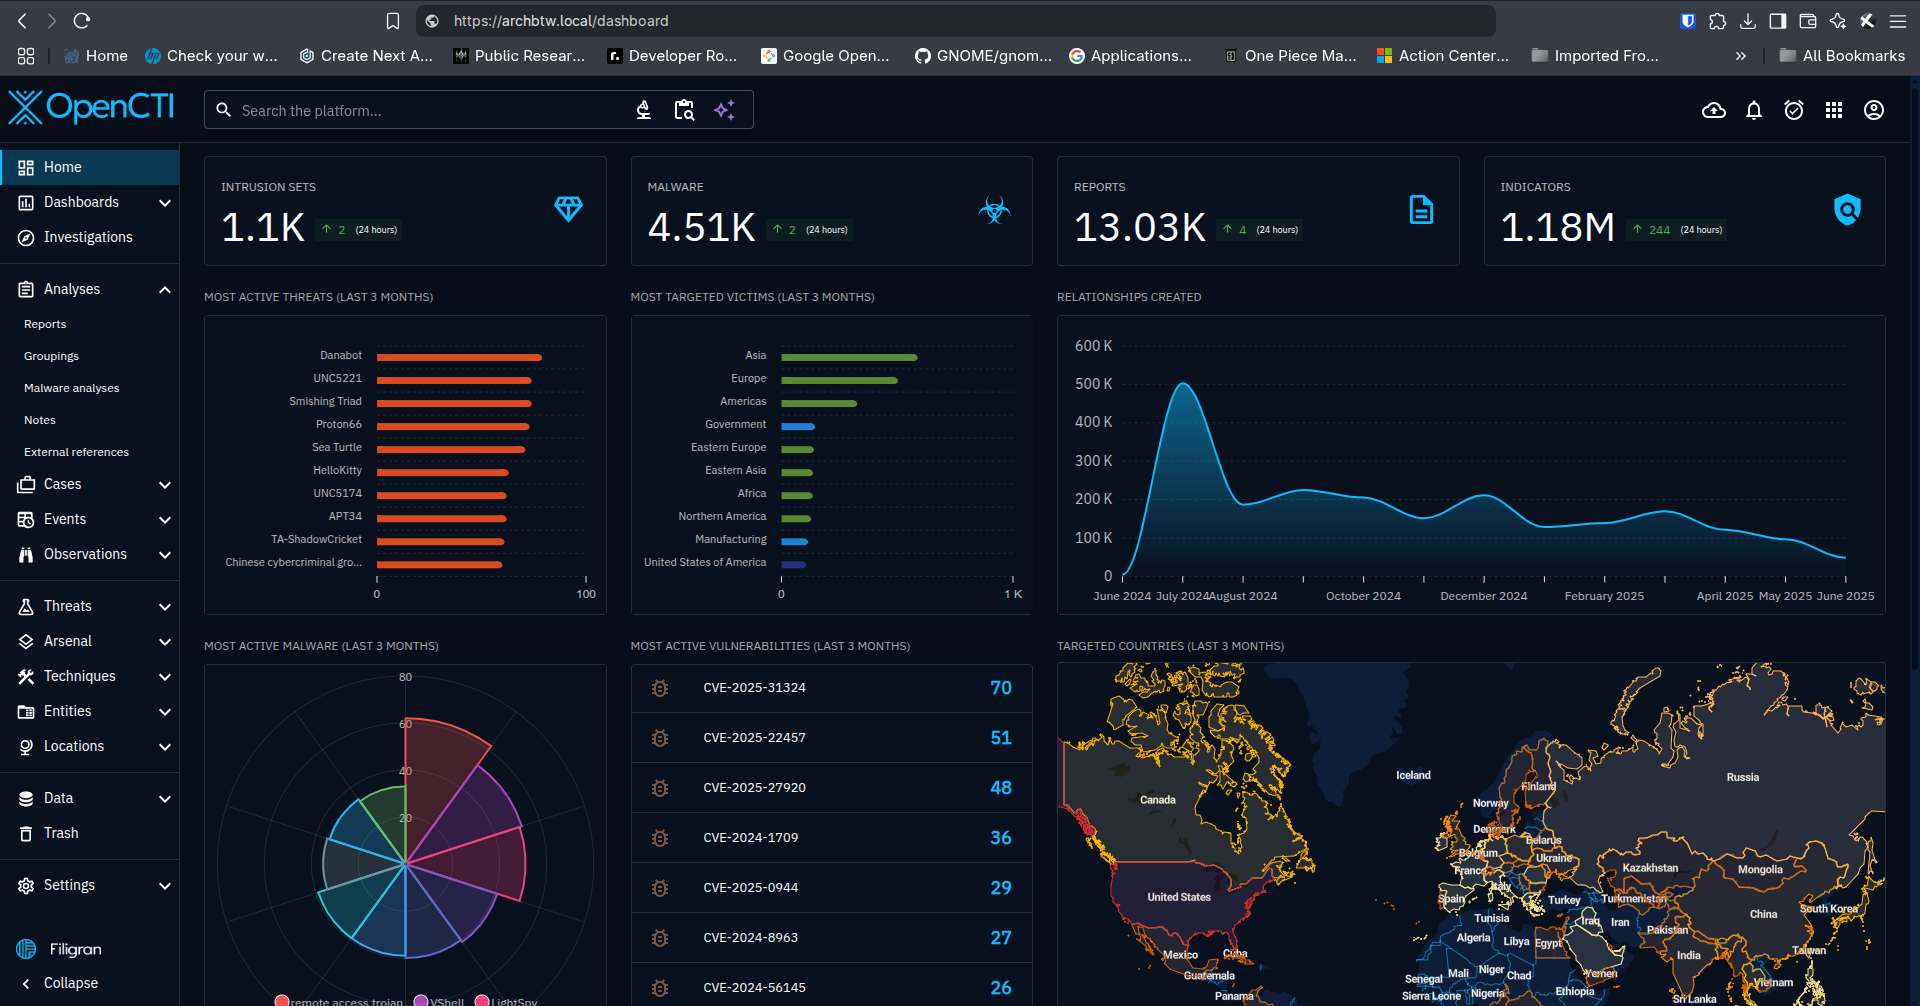 https://archbtw.local/dashboard
Home
Check your w...
Create Next A...
Public Resear...
Developer Ro...
Google Open...
GNOME/gnom...
Applications...
One Piece Ma...
Action Center...
Imported Fro...
»
All Bookmarks
OpenCTI
Search the platform...
Home
Dashboards
Investigations
Analyses
Reports
Groupings
Malware analyses
Notes
External references
Cases
Events
Observations
Threats
Arsenal
Techniques
Entities
Locations
Data
Trash
Settings
Filigran
Collapse
INTRUSION SETS
1.1K 2 (24 hours)
MALWARE
4.51K 2 (24 hours)
REPORTS
13.03K 4 (24 hours)
INDICATORS
1.18M 244 (24 hours)
MOST ACTIVE THREATS (LAST 3 MONTHS)
Danabot
UNC5221
Smishing Triad
Proton66
Sea Turtle
HelloKitty
UNC5174
APT34
TA-ShadowCricket
Chinese cybercriminal gro...
0 100
MOST TARGETED VICTIMS (LAST 3 MONTHS)
Asia
Europe
Americas
Government
Eastern Europe
Eastern Asia
Africa
Northern America
Manufacturing
United States of America
0 1 K
RELATIONSHIPS CREATED
600 K
500 K
400 K
300 K
200 K
100 K
0
June 2024 July 2024 August 2024 October 2024 December 2024 February 2025 April 2025 May 2025 June 2025
MOST ACTIVE MALWARE (LAST 3 MONTHS)
80
60
40
20
remote access trojan VShell LightSpy
MOST ACTIVE VULNERABILITIES (LAST 3 MONTHS)
CVE-2025-31324 70
CVE-2025-22457 51
CVE-2025-27920 48
CVE-2024-1709 36
CVE-2025-0944 29
CVE-2024-8963 27
CVE-2024-56145 26
TARGETED COUNTRIES (LAST 3 MONTHS)
Iceland
Russia
Finland
Canada
Norway
Denmark
Belarus
Belgium
Ukraine
France
Kazakhstan
Mongolia
Italy
United States
Spain
Turkey
Turkmenistan
China
South Korea
Tunisia
Iraq
Iran
Pakistan
Algeria
Libya
Egypt
Mexico
Cuba
India
Taiwan
Guatemala
Senegal
Mali
Niger
Chad
Yemen
Vietnam
Panama
Sierra Leone
Nigeria
Ethiopia
Sri Lanka